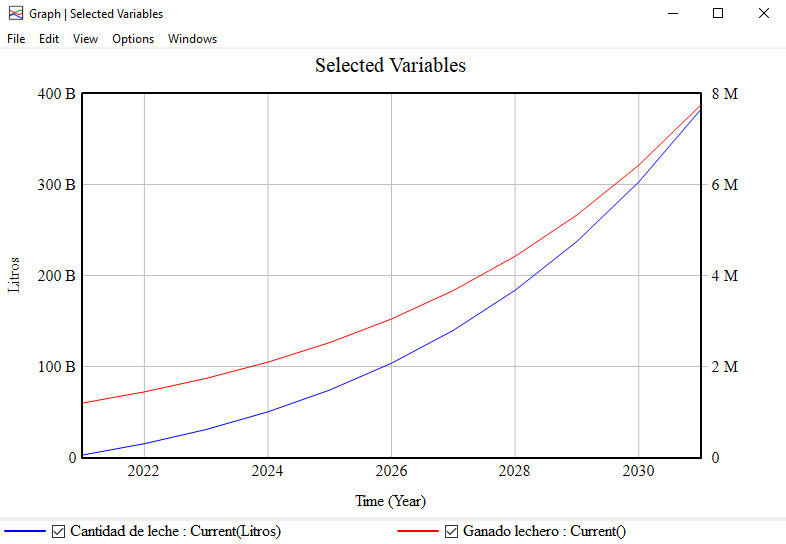 Graph | Selected Variables
File Edit View Options Windows
Selected Variables
400 B
300 B
200 B
100 B
0
Litros
8 M
6 M
4 M
2 M
0
2022 2024 2026 2028 2030
Time (Year)
Cantidad de leche : Current(Litros) Ganado lechero : Current()